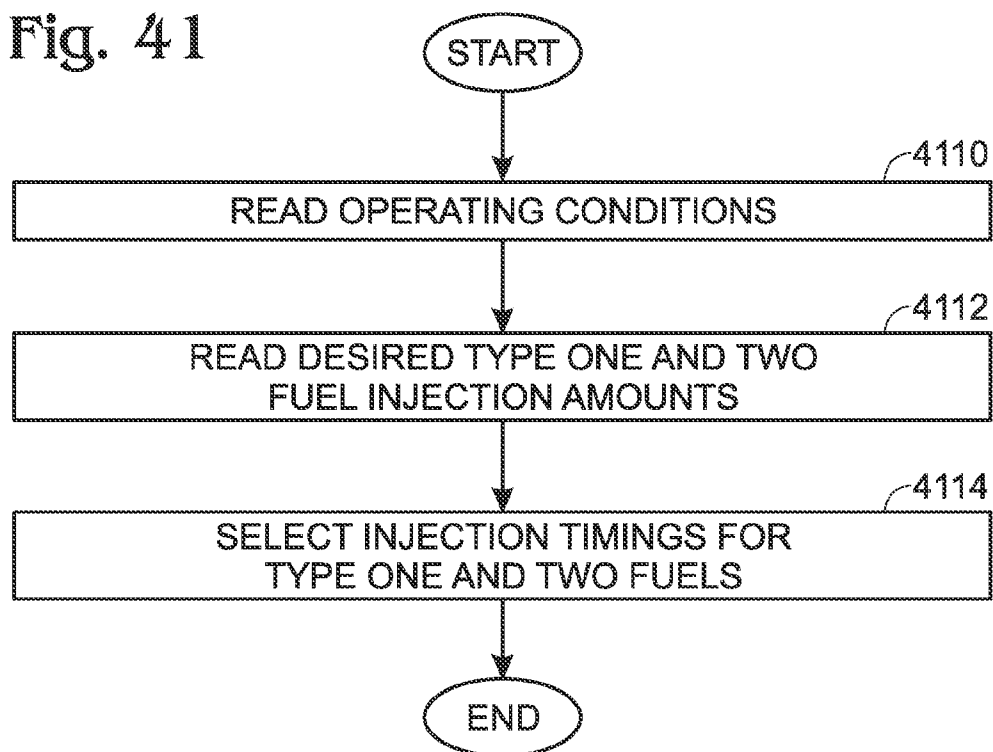 Fig. 41
START
4110
READ OPERATING CONDITIONS
4112
READ DESIRED TYPE ONE AND TWO
FUEL INJECTION AMOUNTS
4114
SELECT INJECTION TIMINGS FOR
TYPE ONE AND TWO FUELS
END